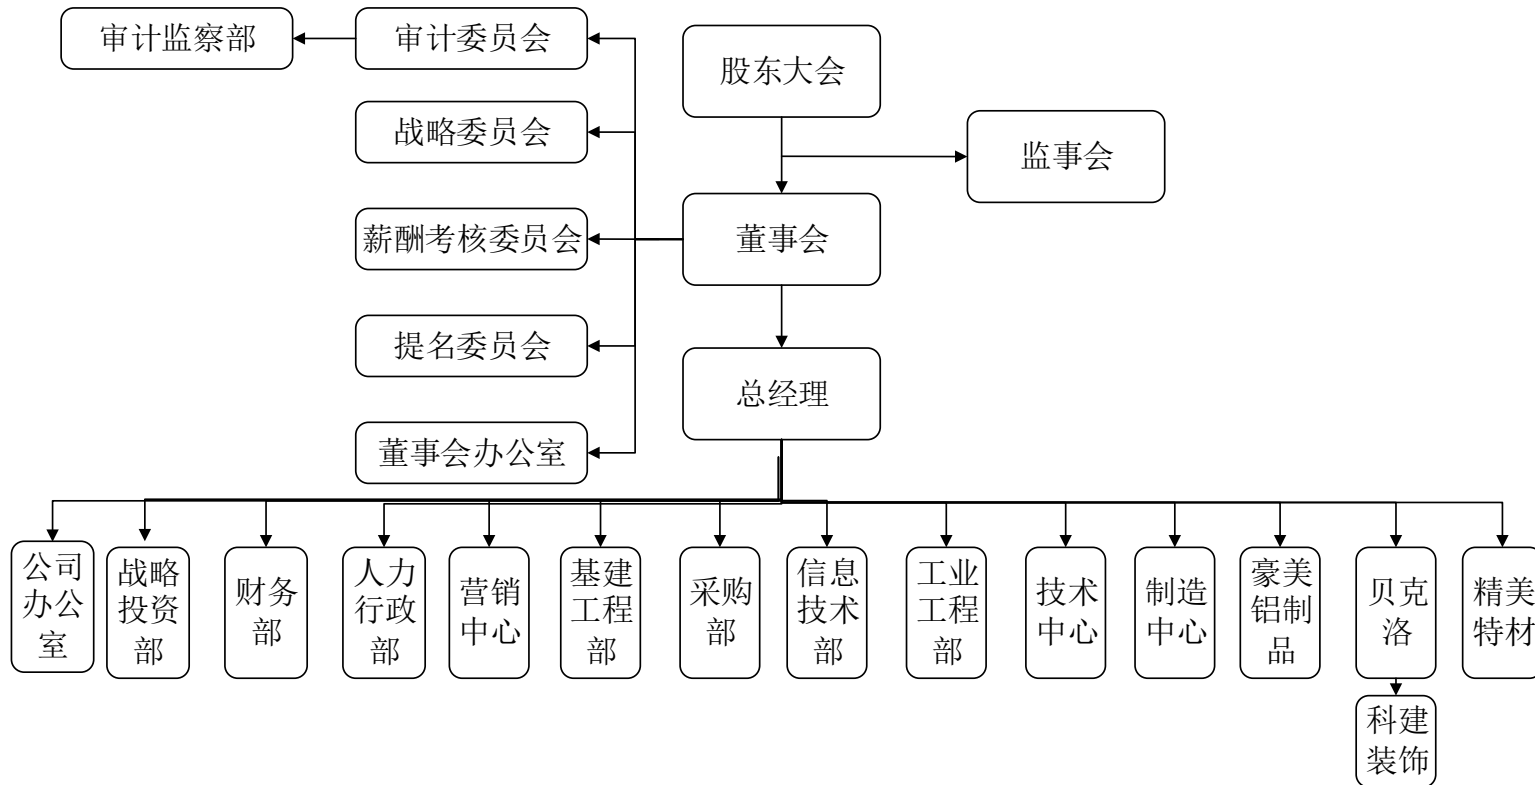 审计监察部
审计委员会
股东大会
战略委员会
监事会
薪酬考核委员会
董事会
提名委员会
总经理
董事会办公室
公司
办公
室
战略
投资
部
财务
部
人力
行政
部
营销
中心
基建
工程
部
采购
部
信息
技术
部
工业
工程
部
技术
中心
制造
中心
豪美
铝制
品
贝克
洛
精美
特材
科建
装饰